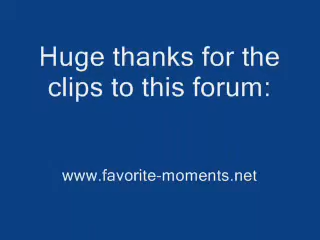 Huge thanks for the
clips to this forum:
www.favorite-moments.net